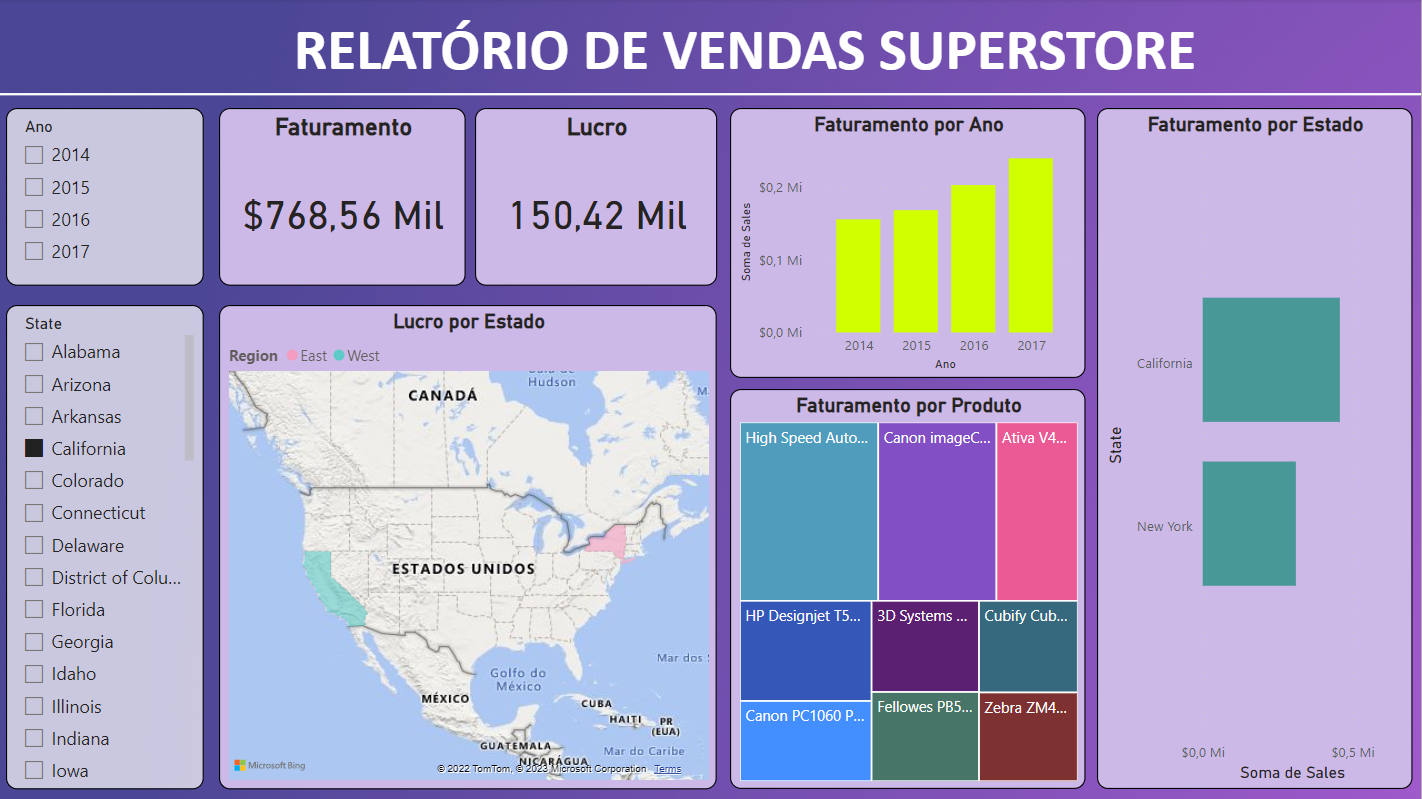 RELATÓRIO DE VENDAS SUPERSTORE
Ano
2014
2015
2016
2017
State
Alabama
Arizona
Arkansas
California
Colorado
Connecticut
Delaware
District of Colu...
Florida
Georgia
Idaho
Illinois
Indiana
Iowa
Faturamento
$768,56 Mil
Lucro
150,42 Mil
Lucro por Estado
Region East West
Hudson
CANADÁ
ESTADOS UNIDOS
Mar dos
Golfo do
México
MÉXICO
CUBA
HAITI
PR
(EUA)
GUATEMALA
Mar do Caribe
NICARÁGUA
Microsoft Bing
© 2022 TomTom, © 2023 Microsoft Corporation Terms
Faturamento por Ano
Soma de Sales
$0,2 Mi
$0,1 Mi
$0,0 Mi
2014 2015 2016 2017
Ano
Faturamento por Produto
High Speed Auto... Canon imageC... Ativa V4...
HP Designjet T5... 3D Systems ... Cubify Cub...
Canon PC1060 P... Fellowes PB5... Zebra ZM4...
Faturamento por Estado
State
California
New York
$0,0 Mi $0,5 Mi
Soma de Sales